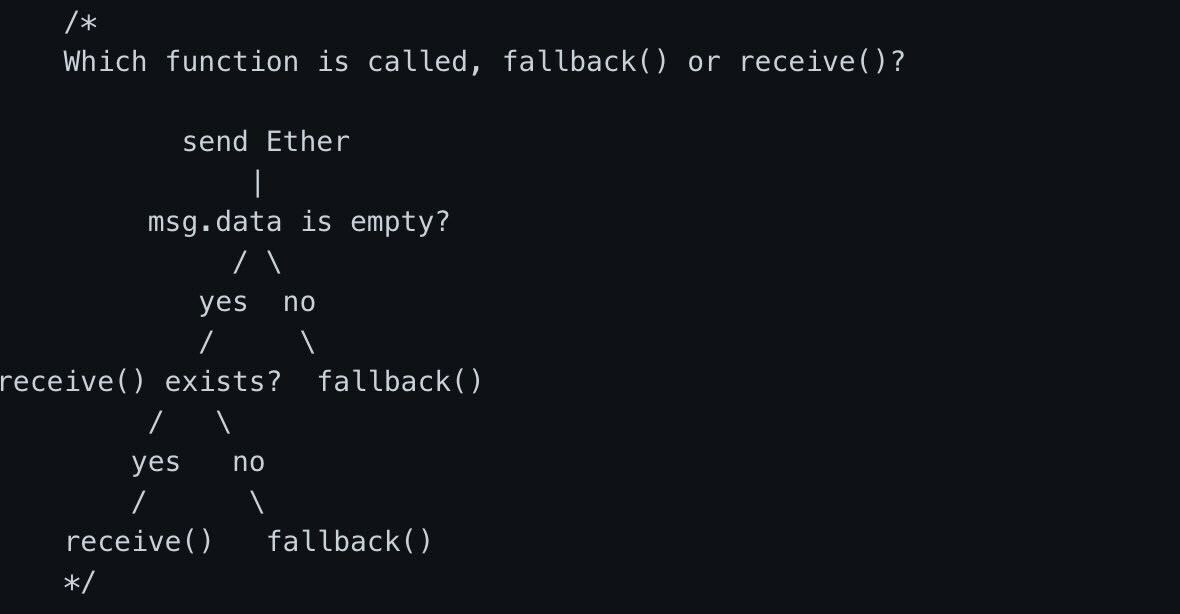 /*
Which function is called, fallback() or receive()?
send Ether
|
msg.data is empty?
/ \
yes no
/ \
receive() exists? fallback()
/ \
yes no
/ \
receive() fallback()
*/